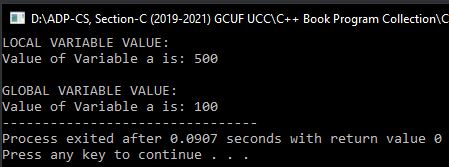 D:\ADP-CS, Section-C (2019-2021) GCUF UCC\C++ Book Program Collection\C
LOCAL VARIABLE VALUE:
Value of Variable a is: 500
GLOBAL VARIABLE VALUE:
Value of Variable a is: 100
--------------------------------
Process exited after 0.0907 seconds with return value 0
Press any key to continue . . .